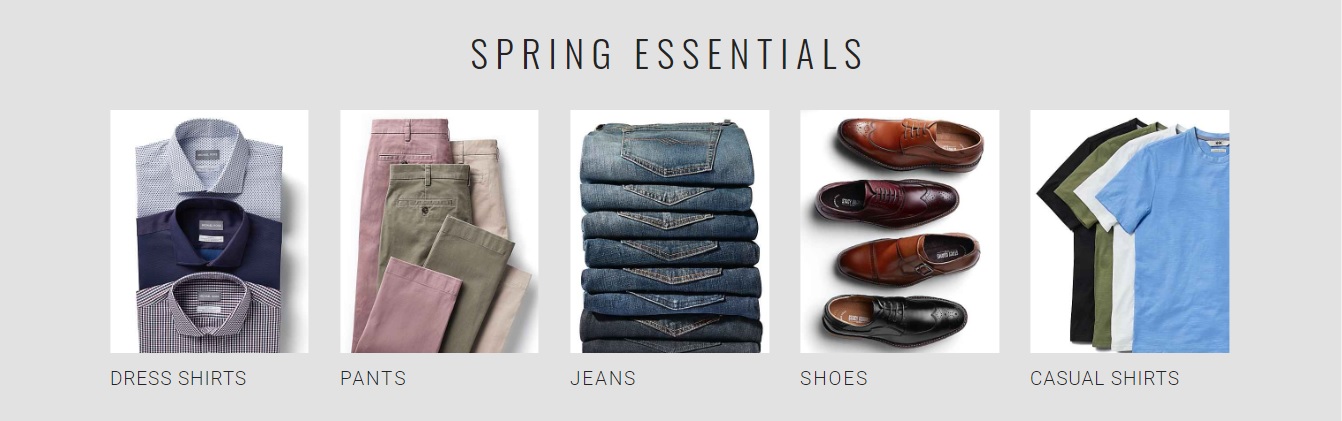 SPRING ESSENTIALS
DRESS SHIRTS
PANTS
JEANS
SHOES
CASUAL SHIRTS